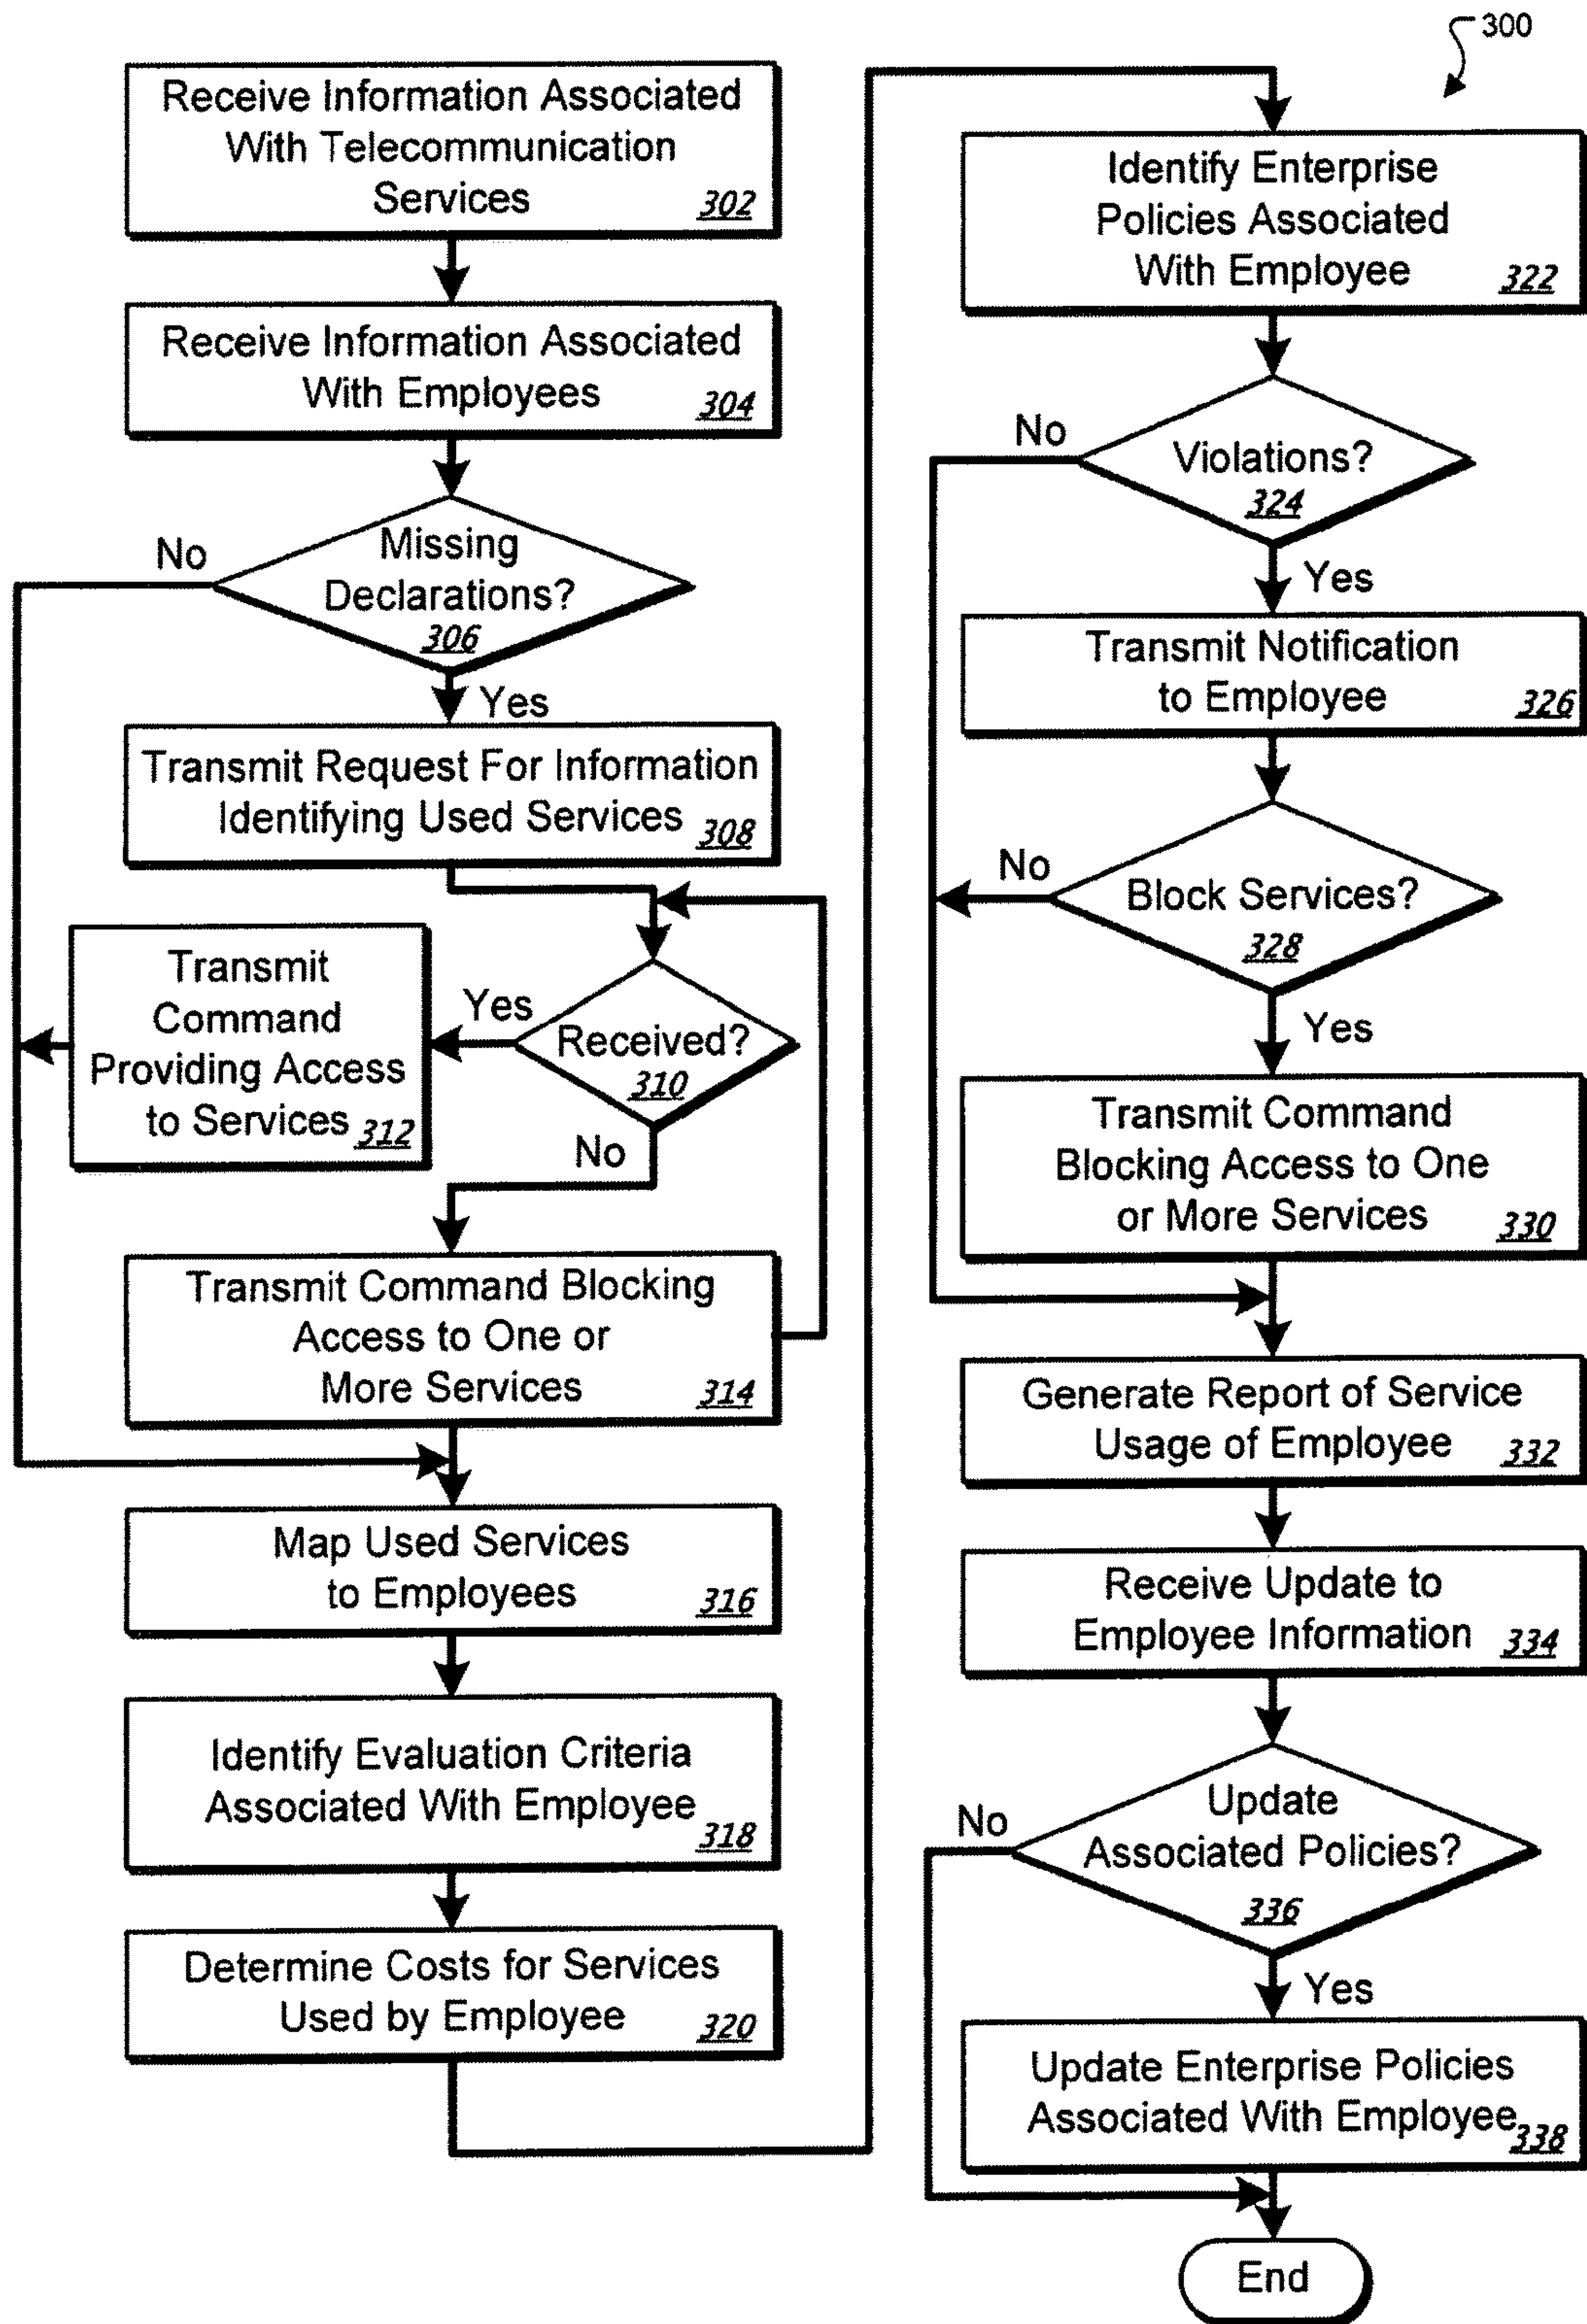 300
Receive Information Associated
With Telecommunication
Services 302
Receive Information Associated
With Employees 304
Missing
Declarations?
306
No
Yes
Transmit Request For Information
Identifying Used Services 308
Received?
310
Yes
Transmit
Command
Providing Access
to Services 312
No
Transmit Command Blocking
Access to One or
More Services 314
Map Used Services
to Employees 316
Identify Evaluation Criteria
Associated With Employee 318
Determine Costs for Services
Used by Employee 320
Identify Enterprise
Policies Associated
With Employee 322
No
Violations?
324
Yes
Transmit Notification
to Employee 326
No
Block Services?
328
Yes
Transmit Command
Blocking Access to One
or More Services 330
Generate Report of Service
Usage of Employee 332
Receive Update to
Employee Information 334
No
Update
Associated Policies?
336
Yes
Update Enterprise Policies
Associated With Employee 338
End